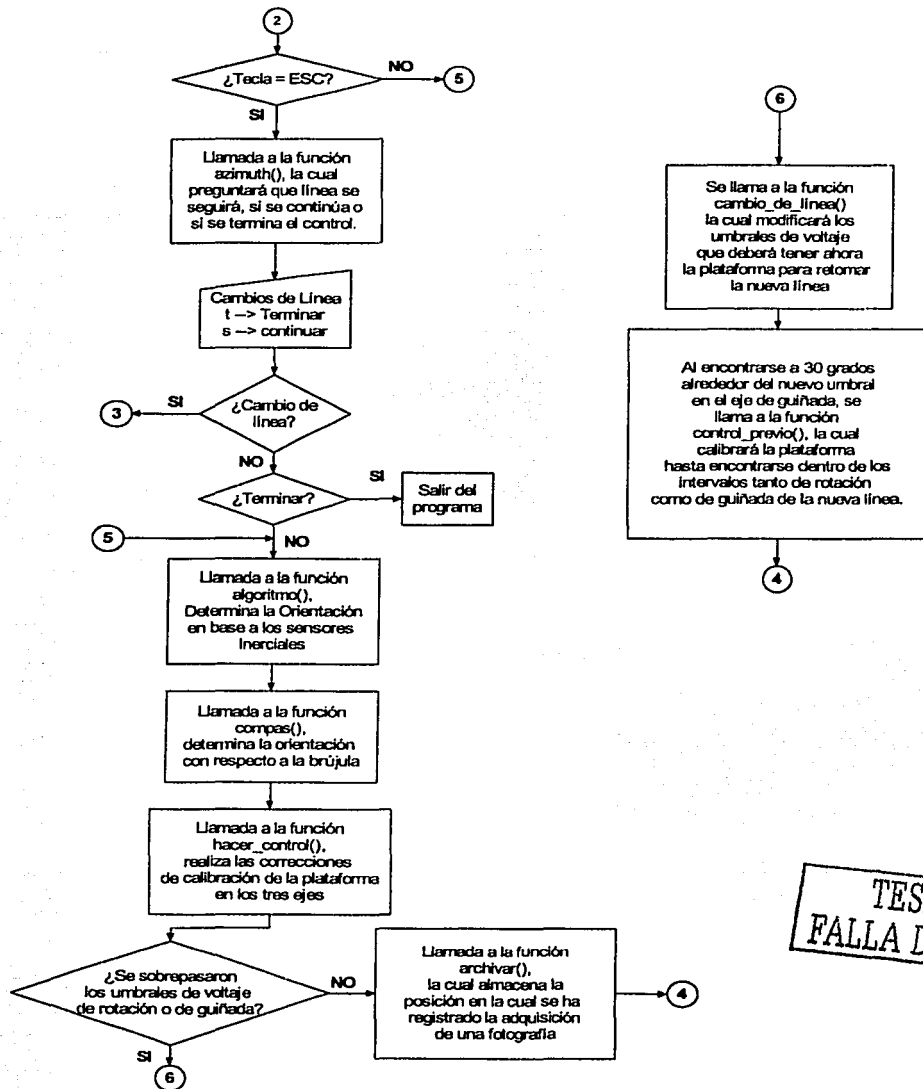 2
¿Tecla = ESC?
NO
5
SI
Llamada a la función
azimuth(), la cual
preguntará que línea se
seguirá, si se continúa o
si se termina el control.
Cambios de Línea
t --> Terminar
s --> continuar
¿Cambio de
línea?
SI
3
NO
¿Terminar?
SI
Salir del
programa
5
NO
Llamada a la función
algoritmo(),
Determina la Orientación
en base a los sensores
Inerciales
Llamada a la función
compas(),
determina la orientación
con respecto a la brújula
Llamada a la función
hacer_control(),
realiza las correcciones
de calibración de la plataforma
en los tres ejes
¿Se sobrepasaron
los umbrales de voltaje
de rotación o de guiñada?
NO
Llamada a la función
archivar(),
la cual almacena la
posición en la cual se ha
registrado la adquisición
de una fotografía
4
SI
6
6
Se llama a la función
cambio_de_línea()
la cual modificará los
umbrales de voltaje
que deberá tener ahora
la plataforma para retomar
la nueva línea
Al encontrarse a 30 grados
alrededor del nuevo umbral
en el eje de guiñada, se
llama a la función
control_previo(), la cual
calibrará la plataforma
hasta encontrarse dentro de los
intervalos tanto de rotación
como de guiñada de la nueva línea.
4
TES
FALLA D